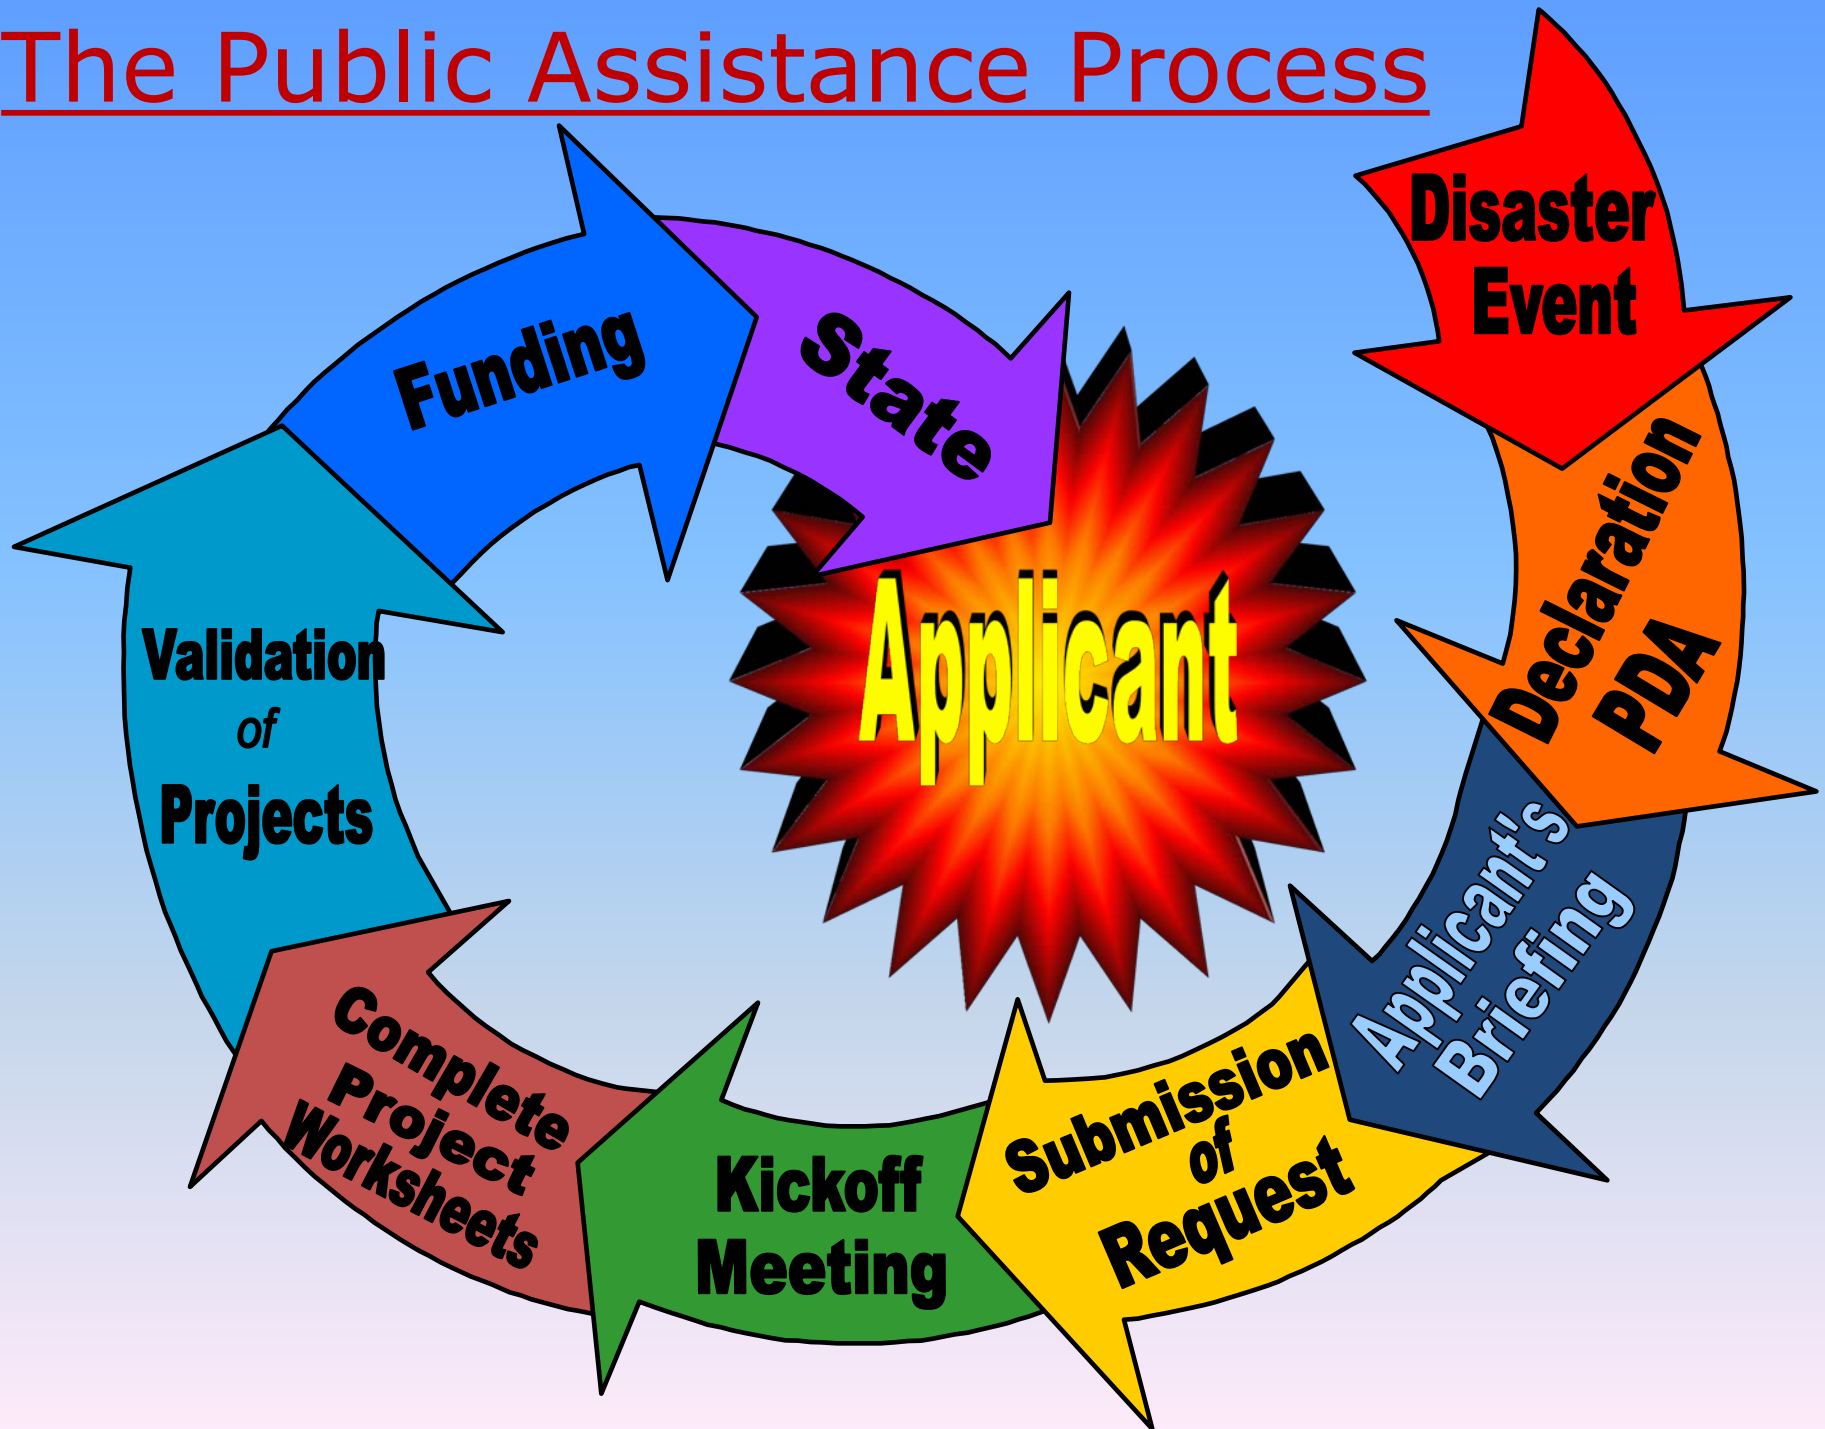 The Public Assistance Process
Disaster
Event
Declaration
PDA
Applicant's
Briefing
Submission
of
Request
Kickoff
Meeting
Complete
Project
Worksheets
Validation
of
Projects
Funding
State
Applicant